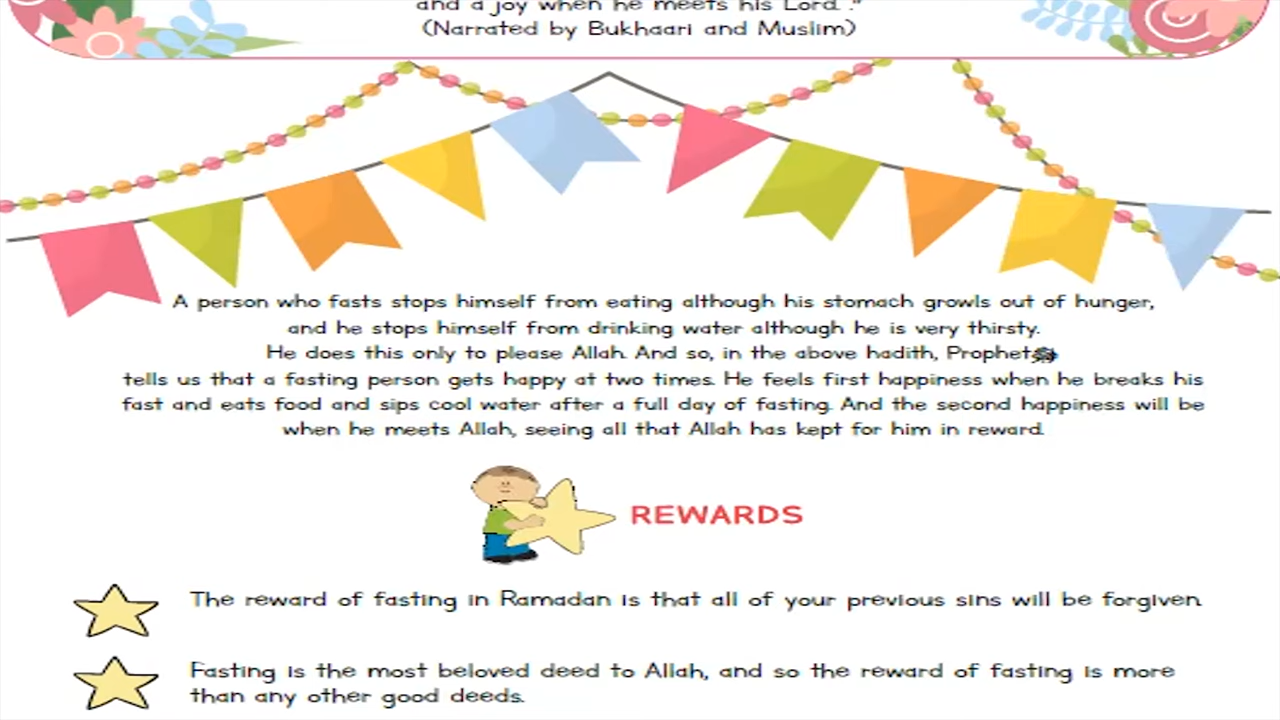 and a joy when he meets his Lord ."
(Narrated by Bukhaari and Muslim)
A person who fasts stops himself from eating although his stomach growls out of hunger,
and he stops himself from drinking water although he is very thirsty.
He does this only to please Allah. And so, in the above hadith, Prophet ﷺ
tells us that a fasting person gets happy at two times. He feels first happiness when he breaks his
fast and eats food and sips cool water after a full day of fasting. And the second happiness will be
when he meets Allah, seeing all that Allah has kept for him in reward.
REWARDS
The reward of fasting in Ramadan is that all of your previous sins will be forgiven.
Fasting is the most beloved deed to Allah, and so the reward of fasting is more
than any other good deeds.